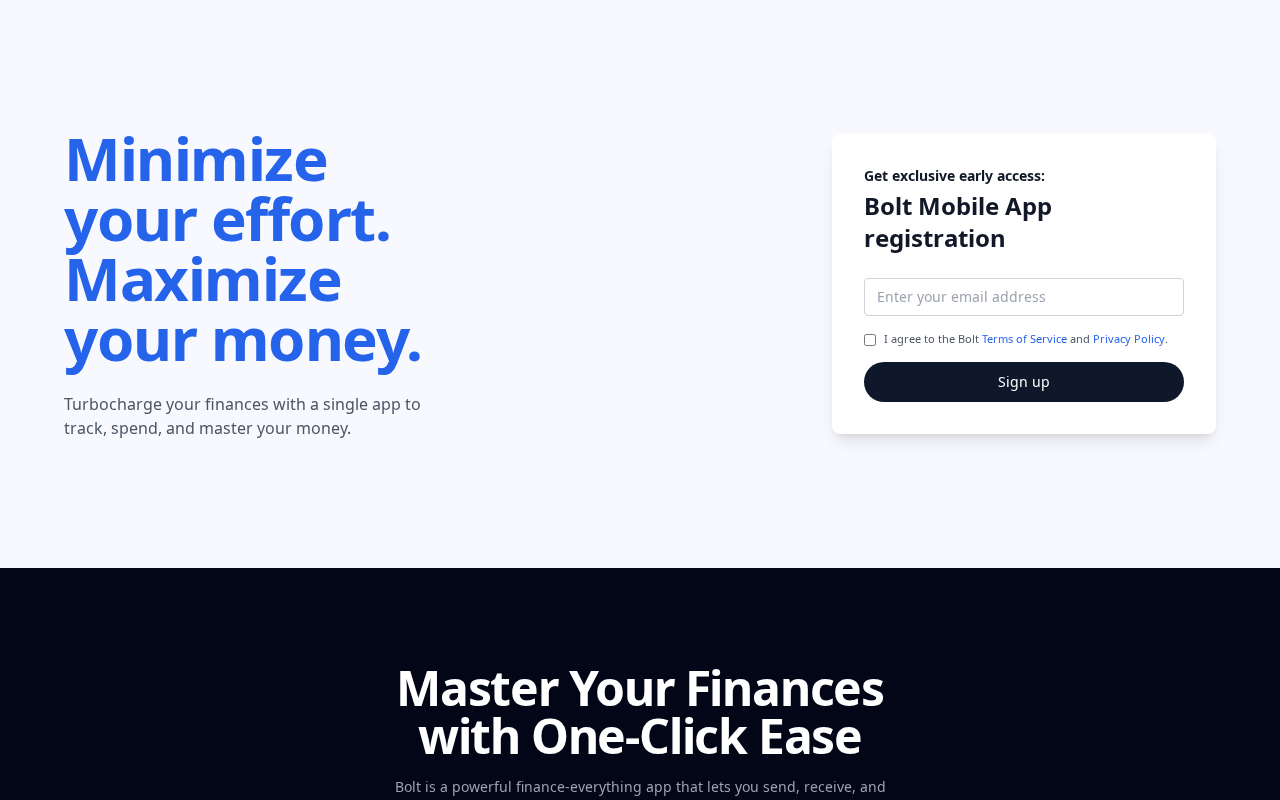 Minimize
your effort.
Maximize
your money.
Turbocharge your finances with a single app to
track, spend, and master your money.
Get exclusive early access:
Bolt Mobile App
registration
Enter your email address
I agree to the Bolt Terms of Service and Privacy Policy.
Sign up
Master Your Finances
with One-Click Ease
Bolt is a powerful finance-everything app that lets you send, receive, and